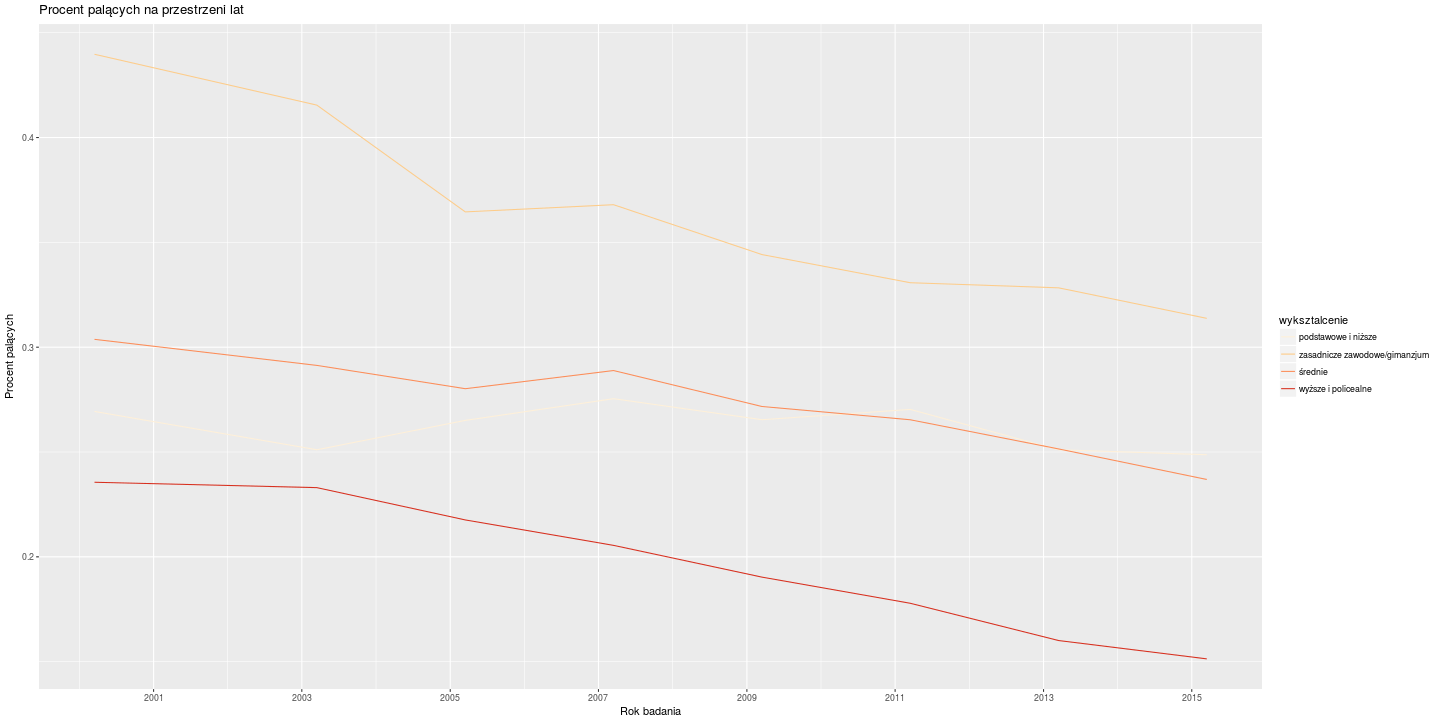 Procent palących na przestrzeni lat
Procent palących
0.4
0.3
0.2
2001 2003 2005 2007 2009 2011 2013 2015
Rok badania
wyksztalcenie
podstawowe i niższe
zasadnicze zawodowe/gimanzjum
średnie
wyższe i policealne